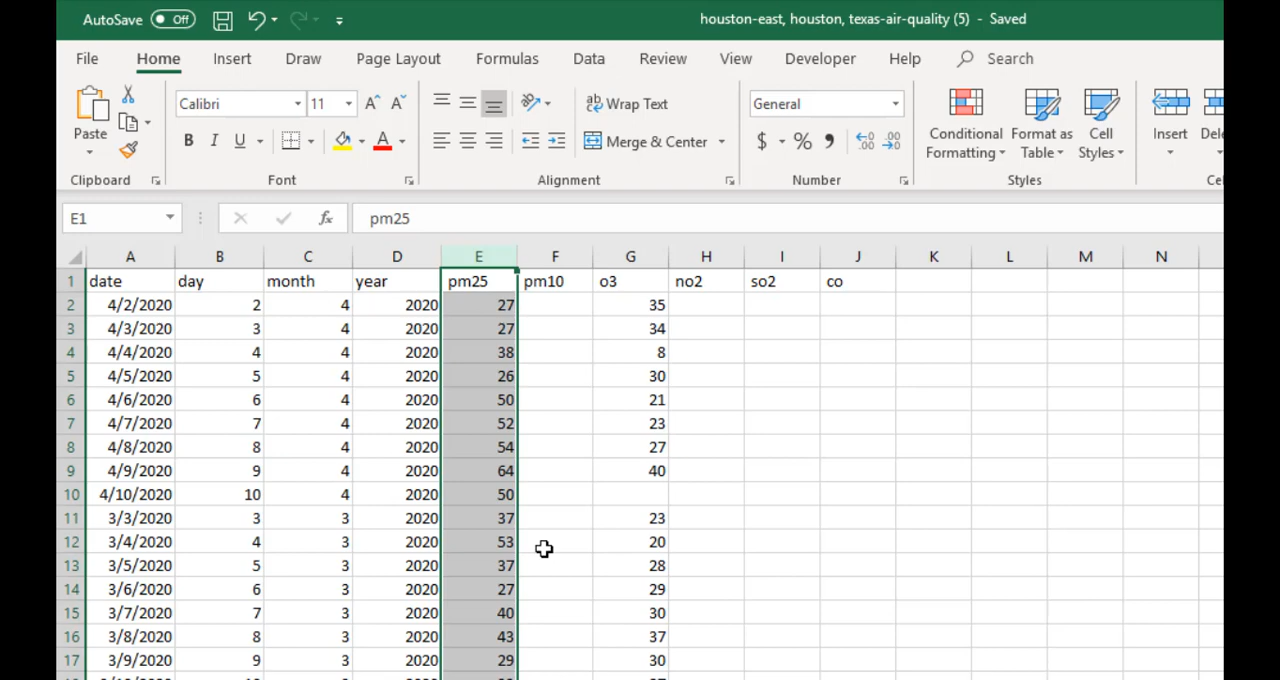 AutoSave Off houston-east, houston, texas-air-quality (5) - Saved
File Home Insert Draw Page Layout Formulas Data Review View Developer Help Search
Calibri 11 A^ A˅ ab Wrap Text General
Paste B I U A Merge & Center $ % , Conditional Formatting Format as Table Cell Styles Insert Del
Clipboard Font Alignment Number Styles
E1 fx pm25
A B C D E F G H I J K L M N
1 date day month year pm25 pm10 o3 no2 so2 co
2 4/2/2020 2 4 2020 27 35
3 4/3/2020 3 4 2020 27 34
4 4/4/2020 4 4 2020 38 8
5 4/5/2020 5 4 2020 26 30
6 4/6/2020 6 4 2020 50 21
7 4/7/2020 7 4 2020 52 23
8 4/8/2020 8 4 2020 54 27
9 4/9/2020 9 4 2020 64 40
10 4/10/2020 10 4 2020 50
11 3/3/2020 3 3 2020 37 23
12 3/4/2020 4 3 2020 53 20
13 3/5/2020 5 3 2020 37 28
14 3/6/2020 6 3 2020 27 29
15 3/7/2020 7 3 2020 40 30
16 3/8/2020 8 3 2020 43 37
17 3/9/2020 9 3 2020 29 30